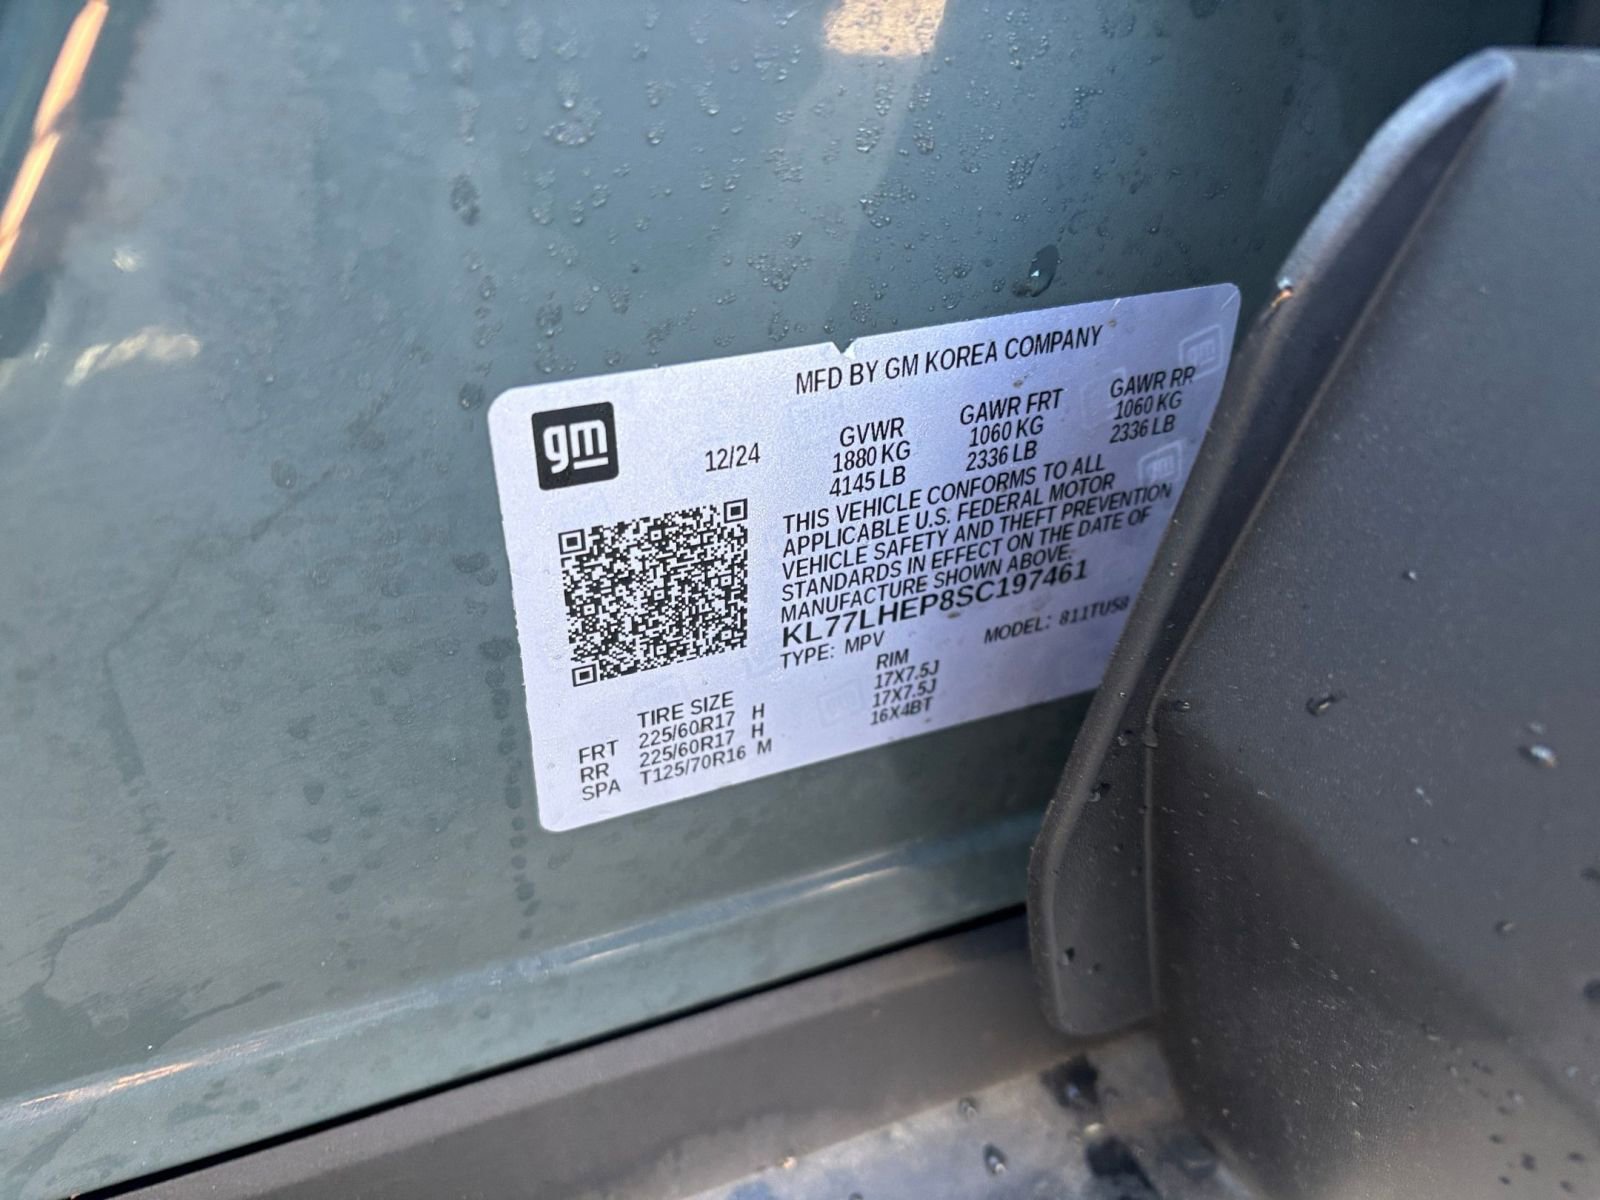 MFD BY GM KOREA COMPANY
gm
12/24
GVWR GAWR FRT GAWR RR
1880 KG 1060 KG 1060 KG
4145 LB 2336 LB 2336 LB
THIS VEHICLE CONFORMS TO ALL
APPLICABLE U.S. FEDERAL MOTOR
VEHICLE SAFETY AND THEFT PREVENTION
STANDARDS IN EFFECT ON THE DATE OF
MANUFACTURE SHOWN ABOVE.
KL77LHEP8SC197461
TYPE: MPV MODEL: 811TU58
TIRE SIZE RIM
FRT 225/60R17 H 17X7.5J
RR 225/60R17 H 17X7.5J
SPA T125/70R16 M 16X4BT